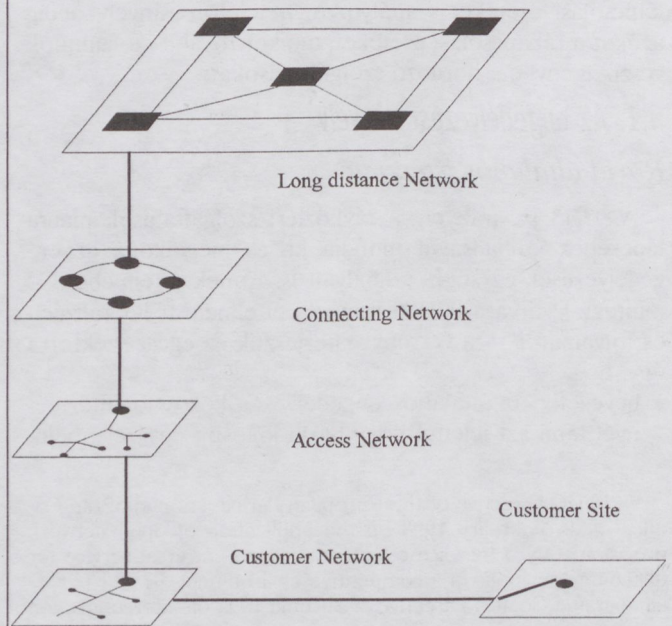 Long distance Network
Connecting Network
Access Network
Customer Site
Customer Network